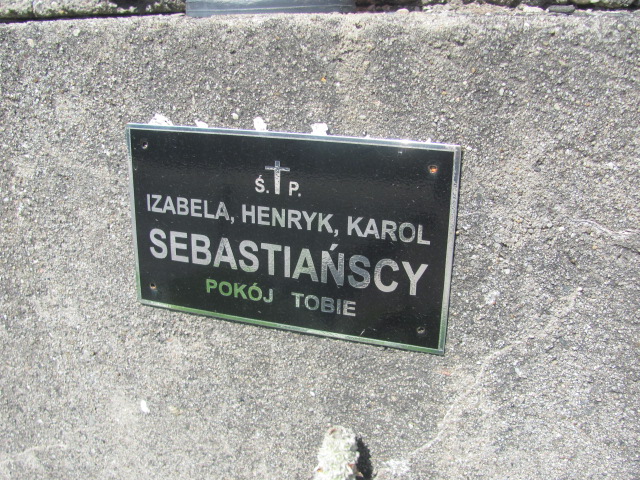 Ś. P.
IZABELA, HENRYK, KAROL
SEBASTIAŃSCY
POKÓJ TOBIE